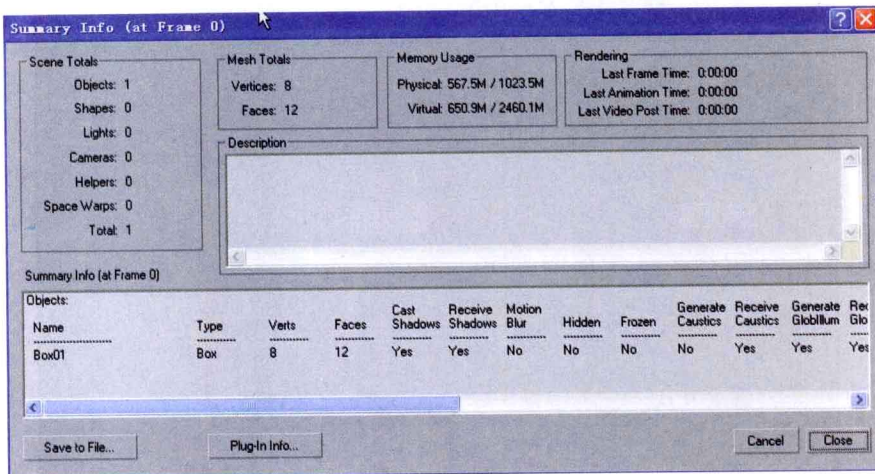 Summary Info (at Frame 0)
Scene Totals
Objects: 1
Shapes: 0
Lights: 0
Cameras: 0
Helpers: 0
Space Warps: 0
Total: 1
Mesh Totals
Vertices: 8
Faces: 12
Memory Usage
Physical: 567.5M / 1023.5M
Virtual: 650.9M / 2460.1M
Rendering
Last Frame Time: 0:00:00
Last Animation Time: 0:00:00
Last Video Post Time: 0:00:00
Description
Summary Info (at Frame 0)
Objects:
Name Type Verts Faces Cast Shadows Receive Shadows Motion Blur Hidden Frozen Generate Caustics Receive Caustics Generate GlobIllum Rec Glo
Box01 Box 8 12 Yes Yes No No No No Yes Yes Yes
Save to File... Plug-In Info... Cancel Close